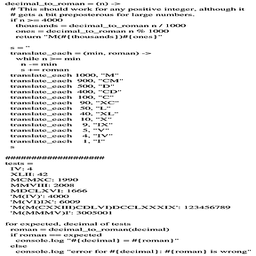 decimal_to_roman = (n) ->
  # This should work for any positive integer, although it
  # gets a bit preposterous for large numbers.
  if n >= 4000
    thousands = decimal_to_roman n / 1000
    ones = decimal_to_roman n % 1000
    return "M(#{thousands})#{ones}"

  s = ''
  translate_each = (min, roman) ->
    while n >= min
      n -= min
      s += roman
  translate_each 1000, "M"
  translate_each  900, "CM"
  translate_each  500, "D"
  translate_each  400, "CD"
  translate_each  100, "C"
  translate_each   90, "XC"
  translate_each   50, "L"
  translate_each   40, "XL"
  translate_each   10, "X"
  translate_each    9, "IX"
  translate_each    5, "V"
  translate_each    4, "IV"
  translate_each    1, "I"
  s

###################
tests =
  IV: 4
  XLII: 42
  MCMXC: 1990
  MMVIII: 2008
  MDCLXVI: 1666
  'M(IV)': 4000
  'M(VI)IX': 6009
  'M(M(CXXIII)CDLVI)DCCLXXXIX': 123456789
  'M(MMMV)I': 3005001

for expected, decimal of tests
  roman = decimal_to_roman(decimal)
  if roman == expected
    console.log "#{decimal} = #{roman}"
  else
    console.log "error for #{decimal}: #{roman} is wrong"